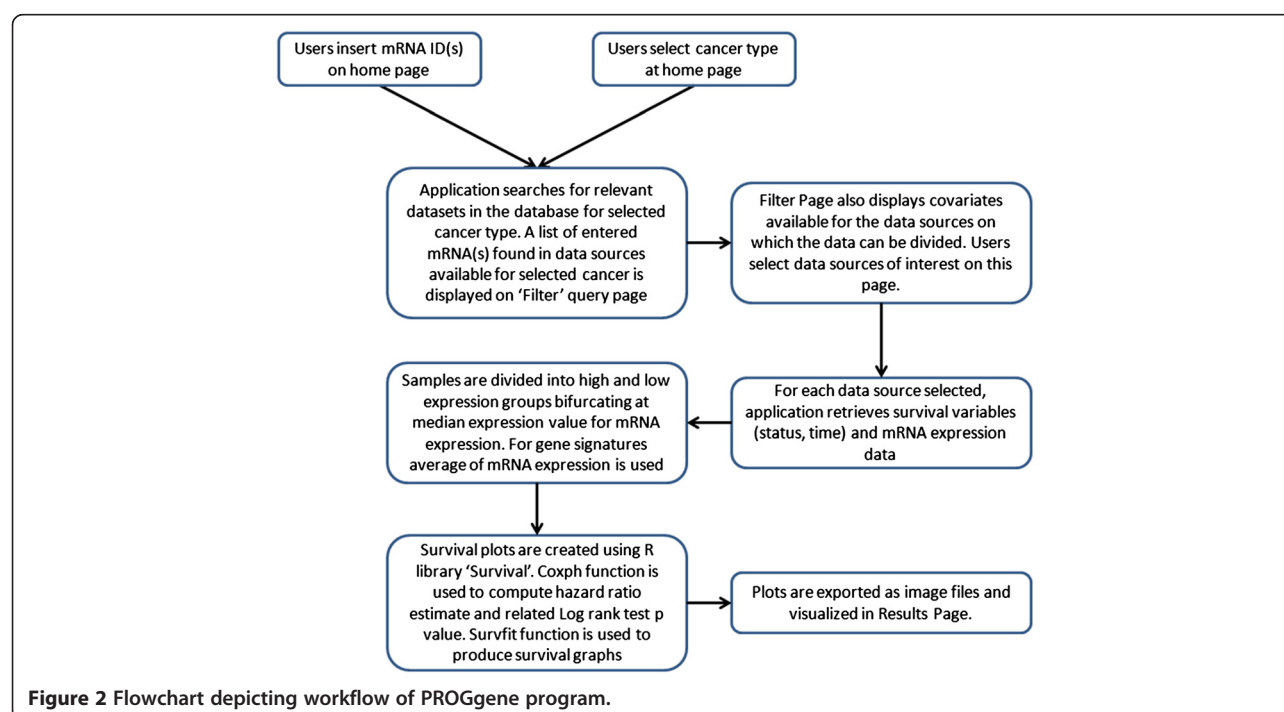 Users insert mRNA ID(s)
on home page
Users select cancer type
at home page
Application searches for relevant
datasets in the database for selected
cancer type. A list of entered
mRNA(s) found in data sources
available for selected cancer is
displayed on ‘Filter’ query page
Filter Page also displays covariates
available for the data sources on
which the data can be divided. Users
select data sources of interest on this
page.
For each data source selected,
application retrieves survival variables
(status, time) and mRNA expression
data
Samples are divided into high and low
expression groups bifurcating at
median expression value for mRNA
expression. For gene signatures
average of mRNA expression is used
Survival plots are created using R
library ‘Survival’. Coxph function is
used to compute hazard ratio
estimate and related Log rank test p
value. Survfit function is used to
produce survival graphs
Plots are exported as image files and
visualized in Results Page.
Figure 2 Flowchart depicting workflow of PROGgene program.